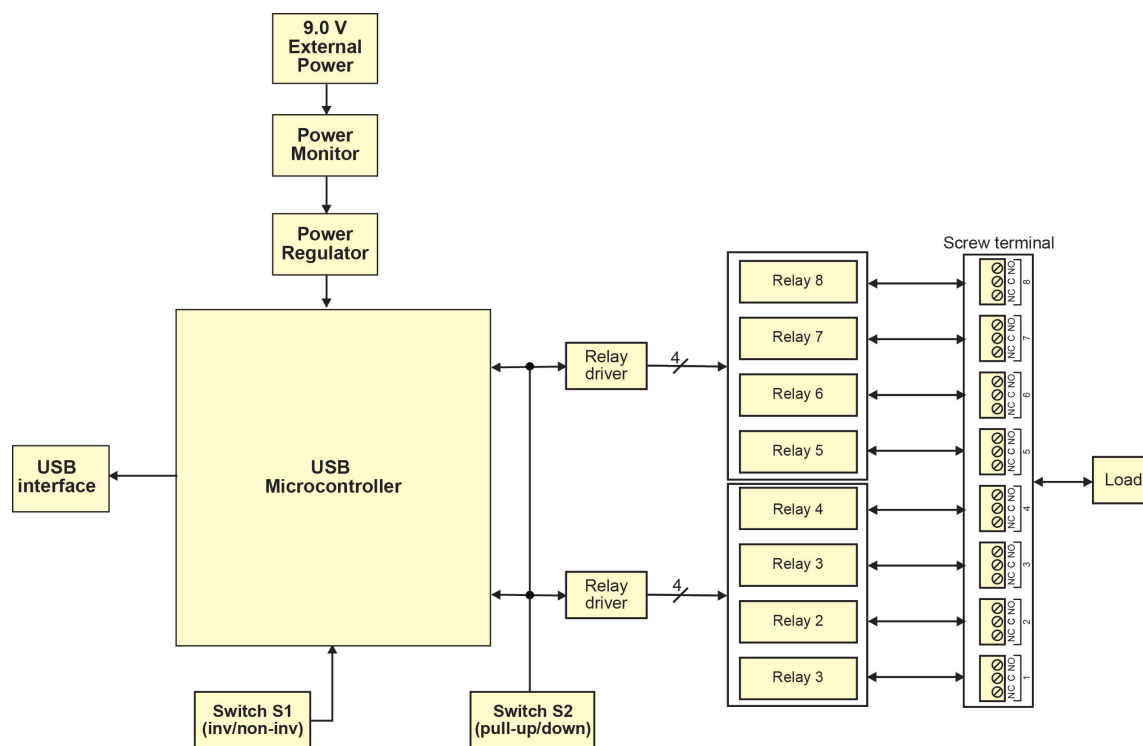 9.0 V
External
Power
Power
Monitor
Power
Regulator
USB
Microcontroller
USB
interface
Switch S1
(inv/non-inv)
Switch S2
(pull-up/down)
Relay
driver
4
Relay
driver
4
Relay 8
Relay 7
Relay 6
Relay 5
Relay 4
Relay 3
Relay 2
Relay 3
Screw terminal
NC C NO
8
NC C NO
7
NC C NO
6
NC C NO
5
NC C NO
4
NC C NO
3
NC C NO
2
NC C NO
1
Load